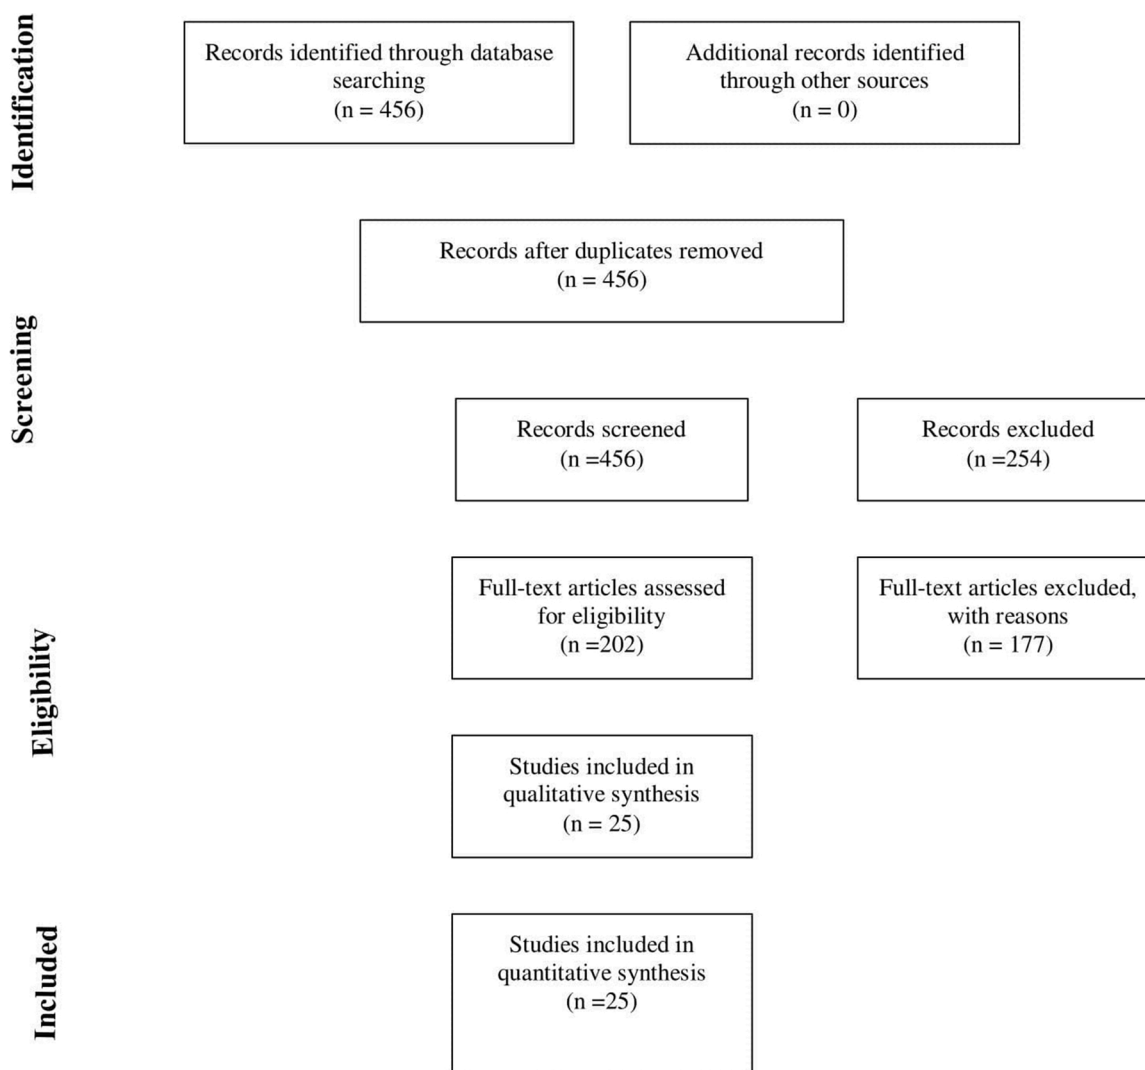 Identification
Records identified through database
searching
(n = 456)
Additional records identified
through other sources
(n = 0)
Screening
Records after duplicates removed
(n = 456)
Records screened
(n =456)
Records excluded
(n =254)
Eligibility
Full-text articles assessed
for eligibility
(n =202)
Full-text articles excluded,
with reasons
(n = 177)
Studies included in
qualitative synthesis
(n = 25)
Included
Studies included in
quantitative synthesis
(n =25)